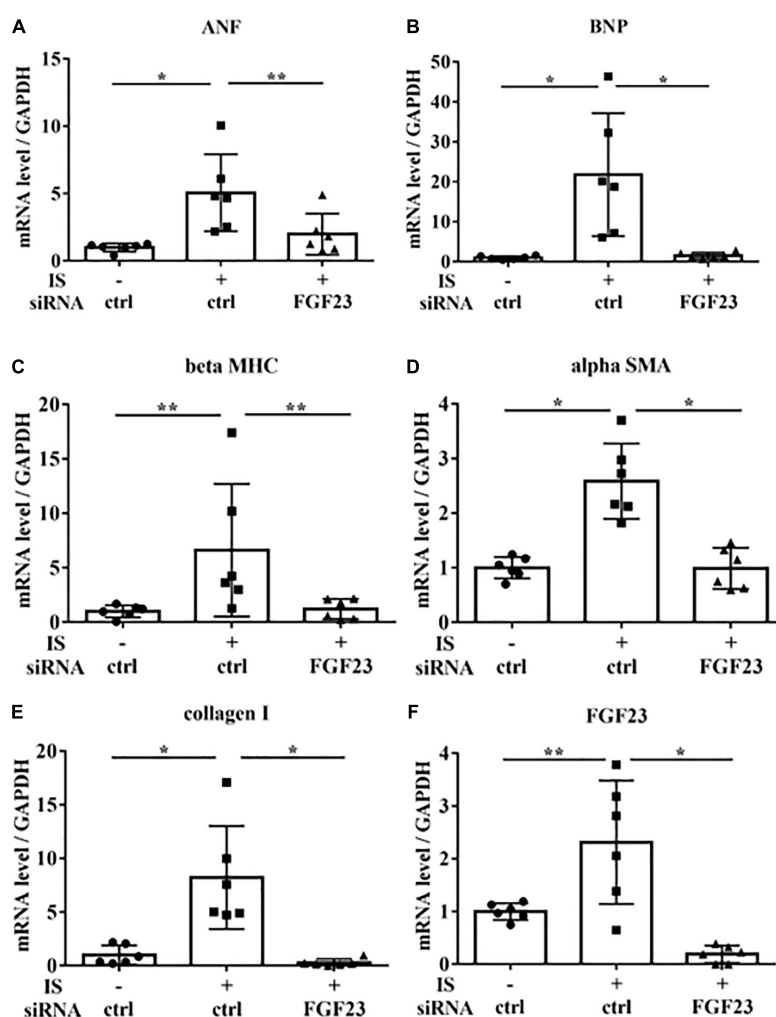 A
ANF
mRNA level / GAPDH
15
10
5
0
* **
IS - + +
siRNA ctrl ctrl FGF23
B
BNP
mRNA level / GAPDH
50
40
30
20
10
0
* *
IS - + +
siRNA ctrl ctrl FGF23
C
beta MHC
mRNA level / GAPDH
20
15
10
5
0
** **
IS - + +
siRNA ctrl ctrl FGF23
D
alpha SMA
mRNA level / GAPDH
4
3
2
1
0
* *
IS - + +
siRNA ctrl ctrl FGF23
E
collagen I
mRNA level / GAPDH
20
15
10
5
0
* *
IS - + +
siRNA ctrl ctrl FGF23
F
FGF23
mRNA level / GAPDH
4
3
2
1
0
** *
IS - + +
siRNA ctrl ctrl FGF23